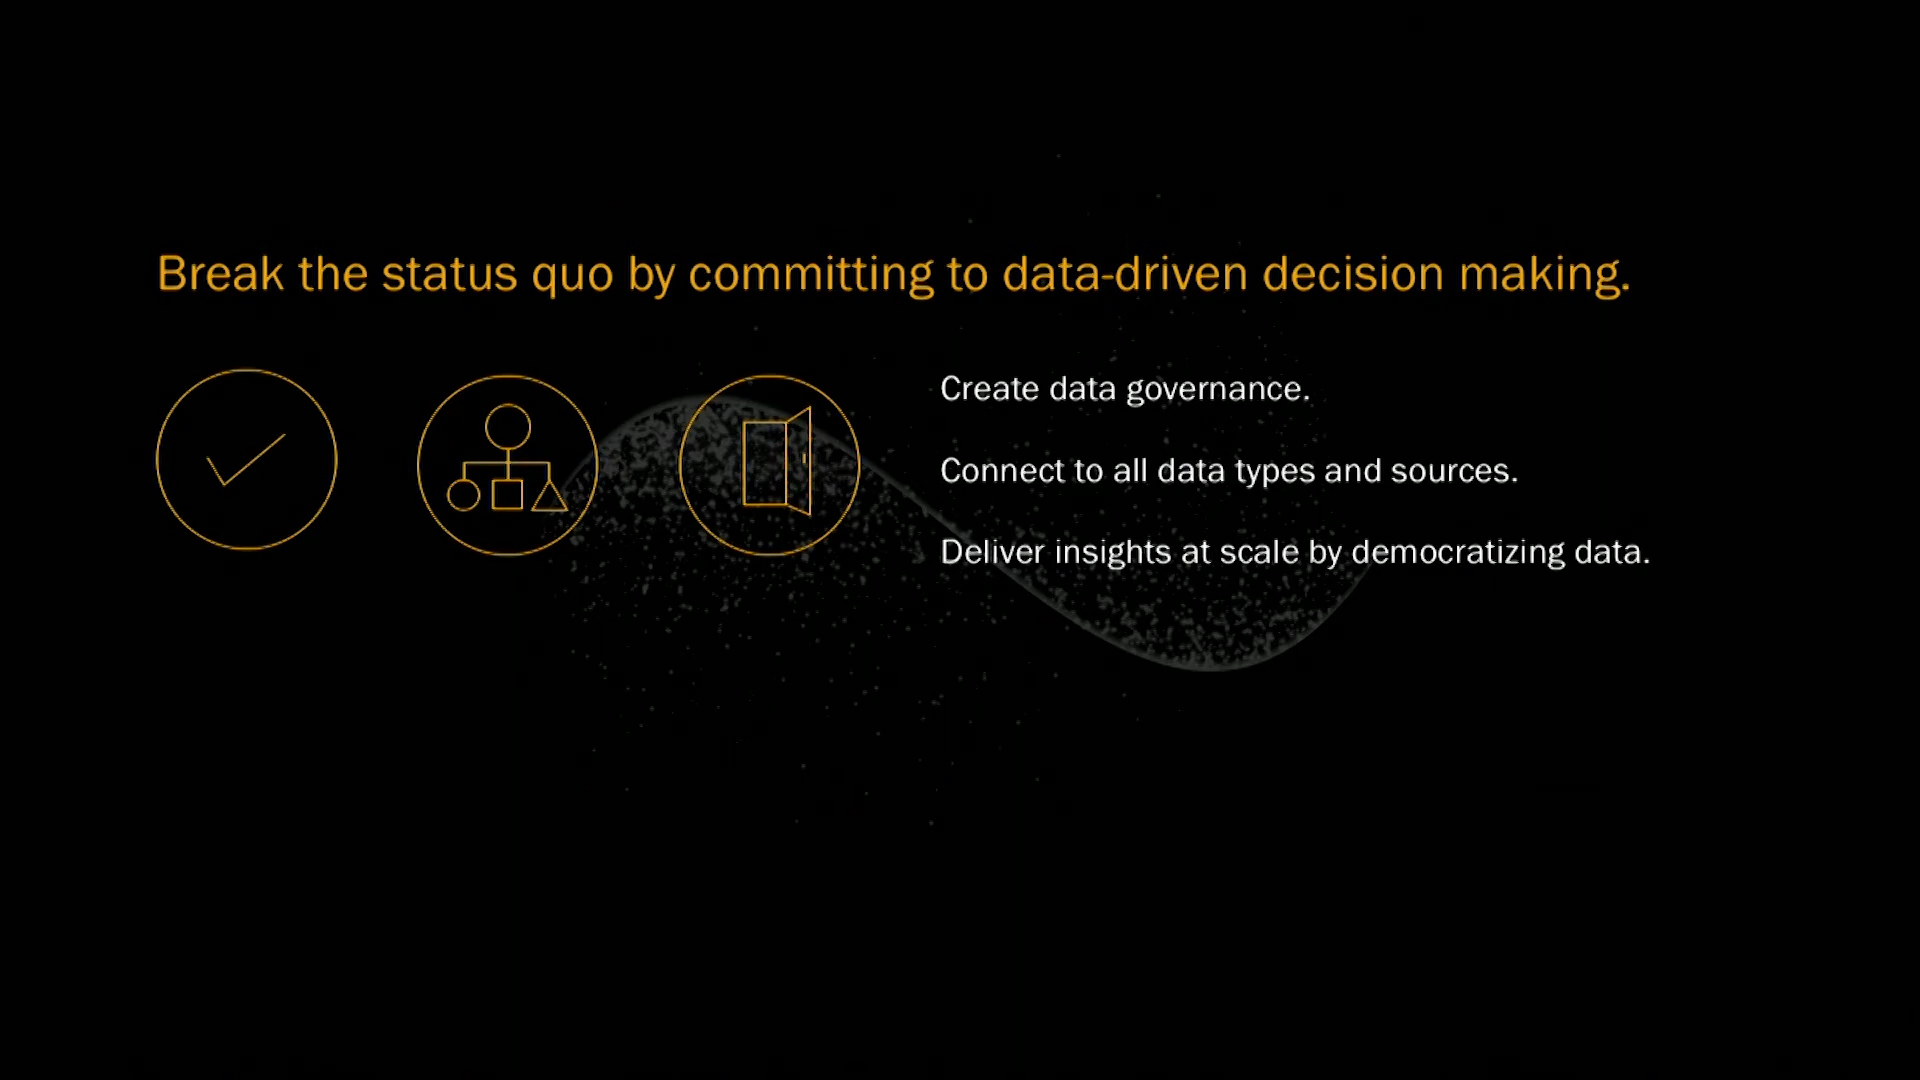 Break the status quo by committing to data-driven decision making.
Create data governance.
Connect to all data types and sources.
Deliver insights at scale by democratizing data.